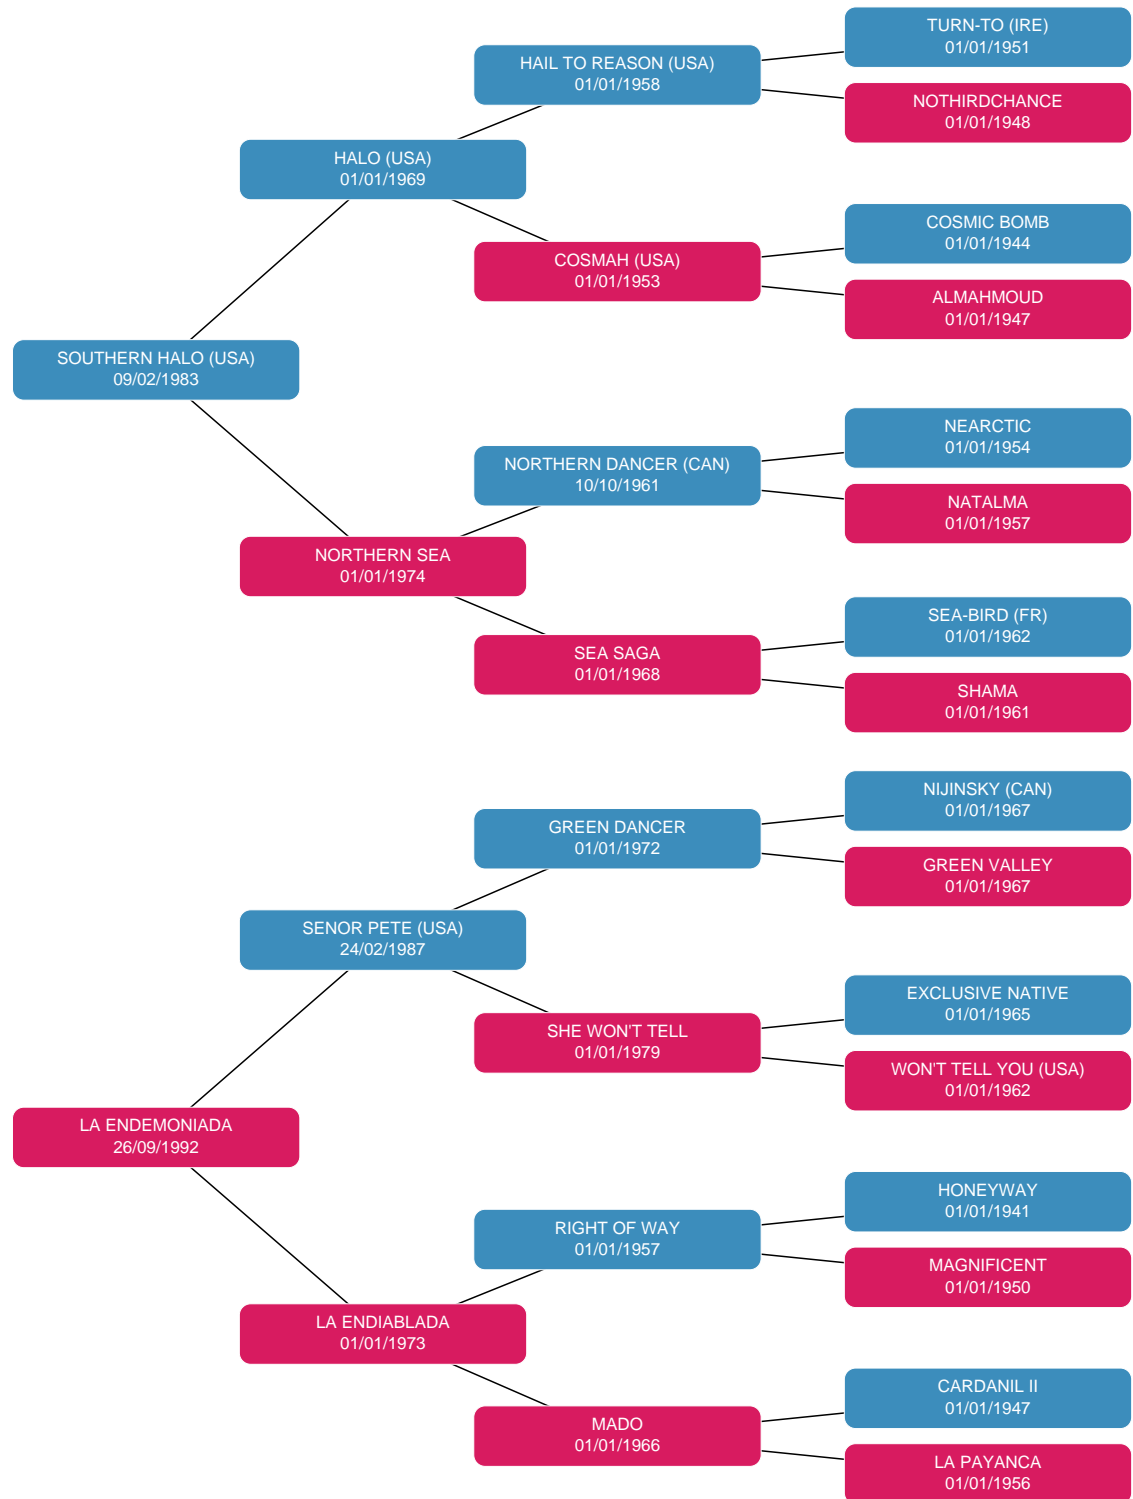 TURN-TO (IRE)
01/01/1951
HAIL TO REASON (USA)
01/01/1958
NOTHIRDCHANCE
01/01/1948
HALO (USA)
01/01/1969
COSMIC BOMB
01/01/1944
COSMAH (USA)
01/01/1953
ALMAHMOUD
01/01/1947
SOUTHERN HALO (USA)
09/02/1983
NEARCTIC
01/01/1954
NORTHERN DANCER (CAN)
10/10/1961
NATALMA
01/01/1957
NORTHERN SEA
01/01/1974
SEA-BIRD (FR)
01/01/1962
SEA SAGA
01/01/1968
SHAMA
01/01/1961
NIJINSKY (CAN)
01/01/1967
GREEN DANCER
01/01/1972
GREEN VALLEY
01/01/1967
SENOR PETE (USA)
24/02/1987
EXCLUSIVE NATIVE
01/01/1965
SHE WON'T TELL
01/01/1979
WON'T TELL YOU (USA)
01/01/1962
LA ENDEMONIADA
26/09/1992
HONEYWAY
01/01/1941
RIGHT OF WAY
01/01/1957
MAGNIFICENT
01/01/1950
LA ENDIABLADA
01/01/1973
CARDANIL II
01/01/1947
MADO
01/01/1966
LA PAYANCA
01/01/1956